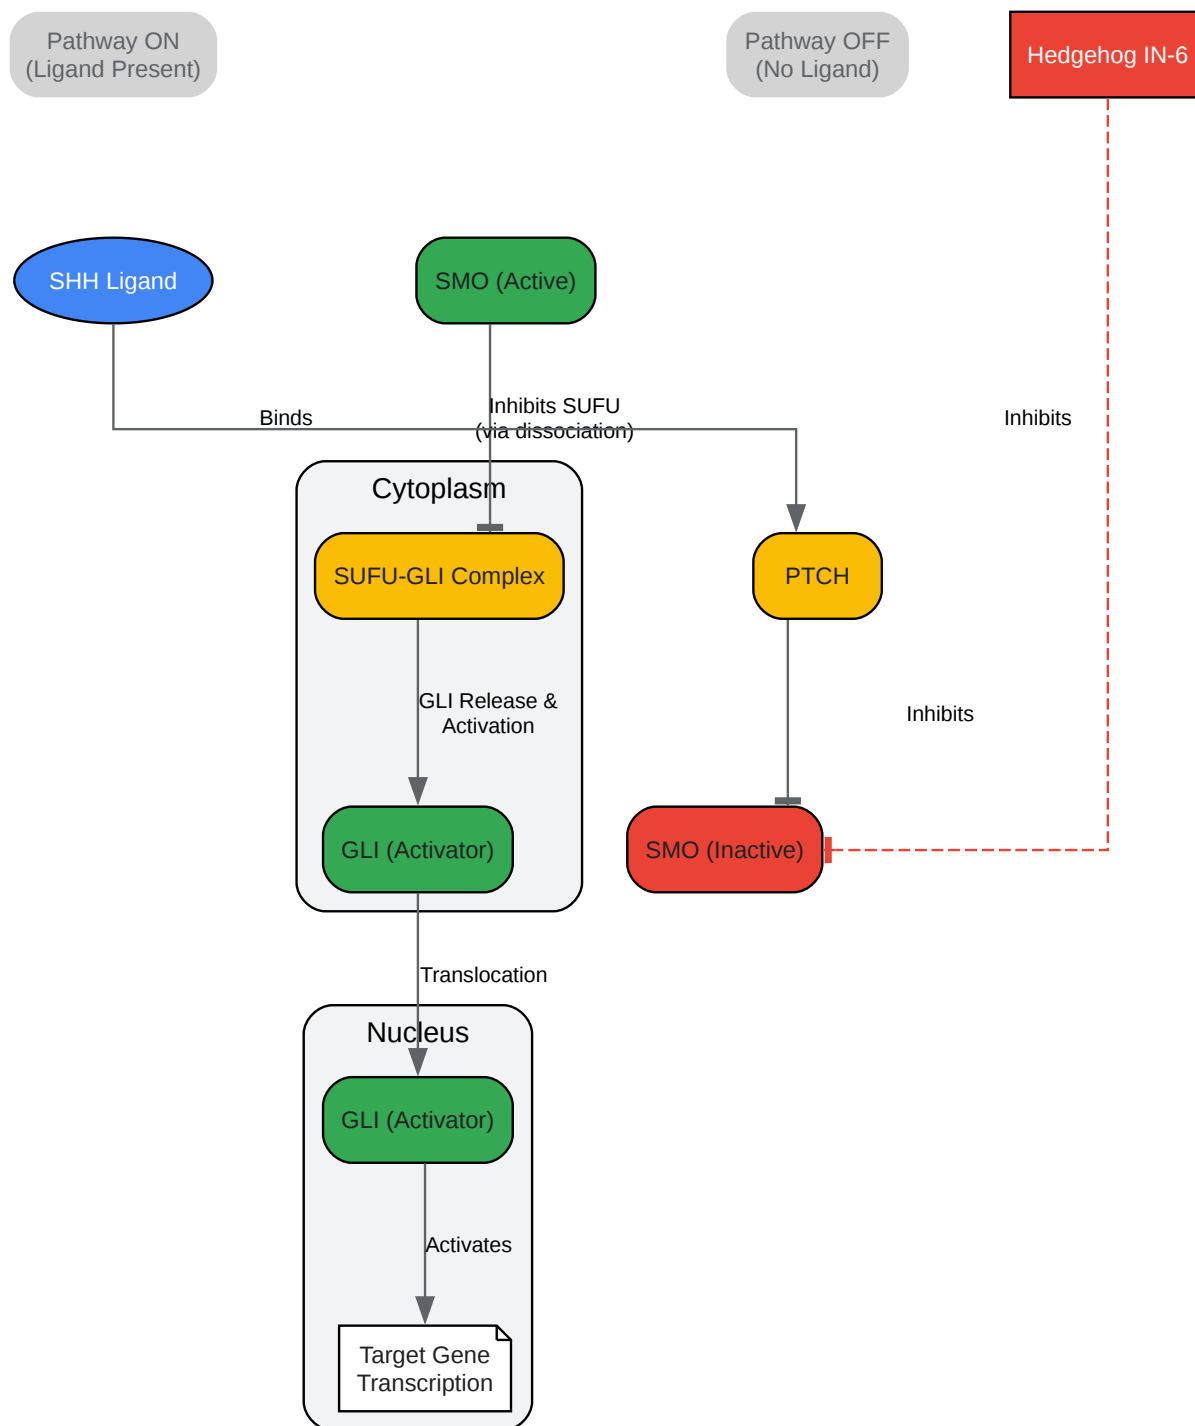 Pathway ON
(Ligand Present)
Pathway OFF
(No Ligand)
Hedgehog IN-6
SHH Ligand
SMO (Active)
Binds
Inhibits SUFU
(via dissociation)
Inhibits
Cytoplasm
SUFU-GLI Complex
PTCH
GLI Release &
Activation
Inhibits
GLI (Activator)
SMO (Inactive)
Translocation
Nucleus
GLI (Activator)
Activates
Target Gene
Transcription